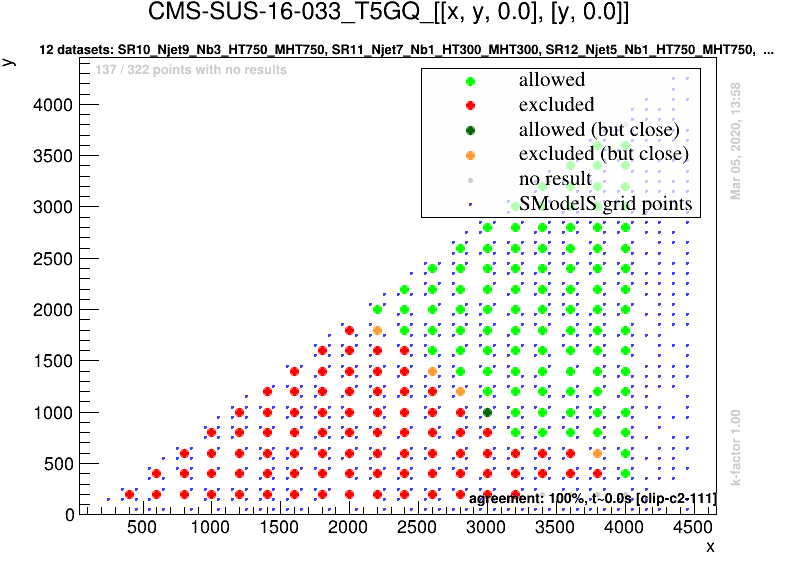 CMS-SUS-16-033_T5GQ_[[x, y, 0.0], [y, 0.0]]
12 datasets: SR10_Njet9_Nb3_HT750_MHT750, SR11_Njet7_Nb1_HT300_MHT300, SR12_Njet5_Nb1_HT750_MHT750, ...
y
137 / 322 points with no results
allowed
excluded
allowed (but close)
excluded (but close)
no result
SModelS grid points
Mar 05, 2020, 13:58
k-factor 1.00
4000
3500
3000
2500
2000
1500
1000
500
0
agreement: 100%, t~0.0s [clip-c2-111]
500 1000 1500 2000 2500 3000 3500 4000 4500
x